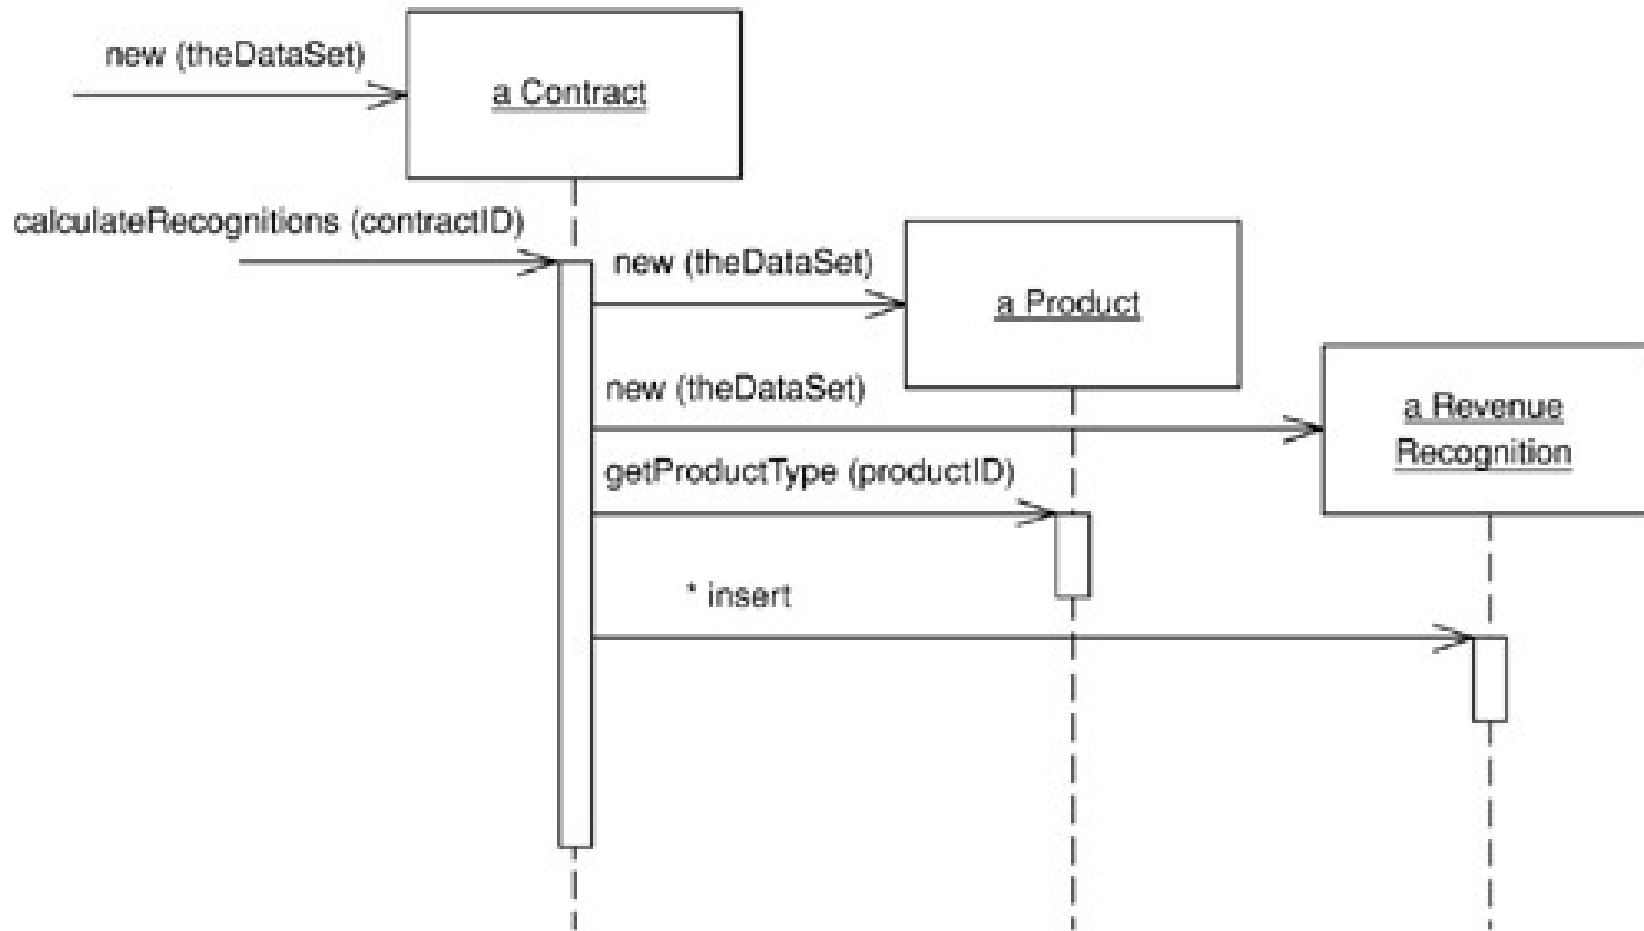 new (theDataSet)
a Contract
calculateRecognitions (contractID)
new (theDataSet)
a Product
new (theDataSet)
a Revenue
Recognition
getProductType (productID)
* insert